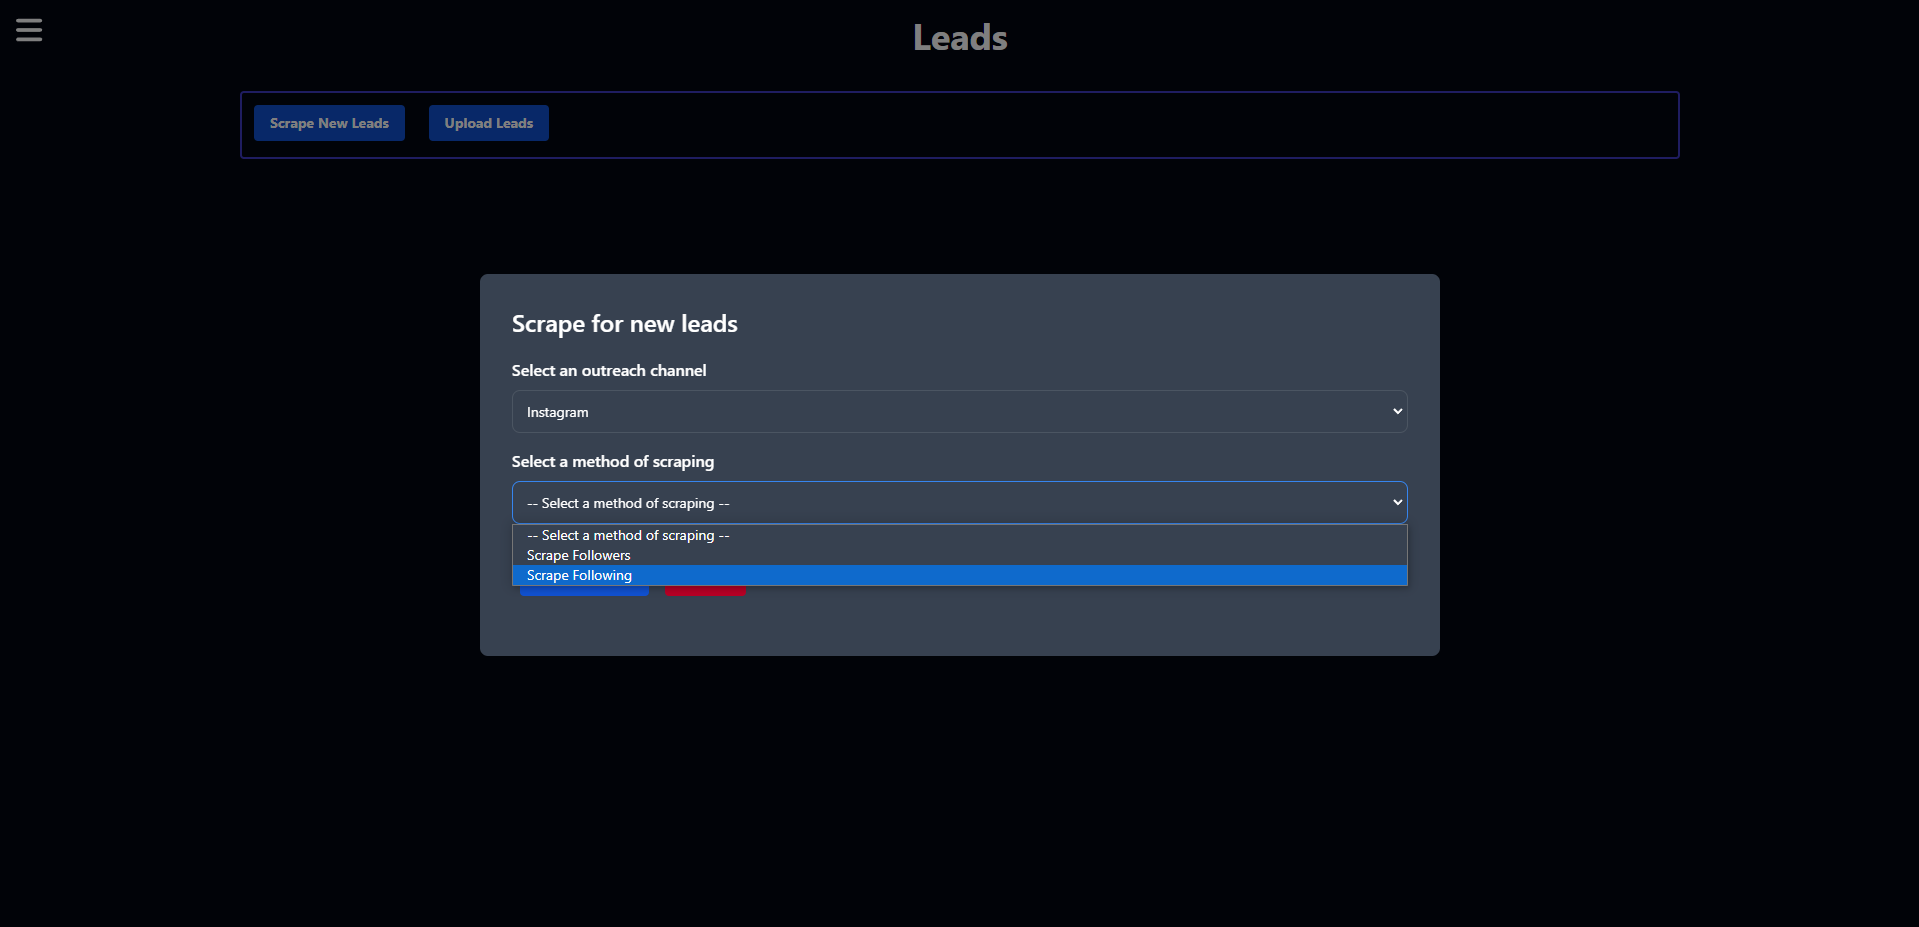 Leads
Scrape New Leads
Upload Leads
Scrape for new leads
Select an outreach channel
Instagram
Select a method of scraping
-- Select a method of scraping --
-- Select a method of scraping --
Scrape Followers
Scrape Following